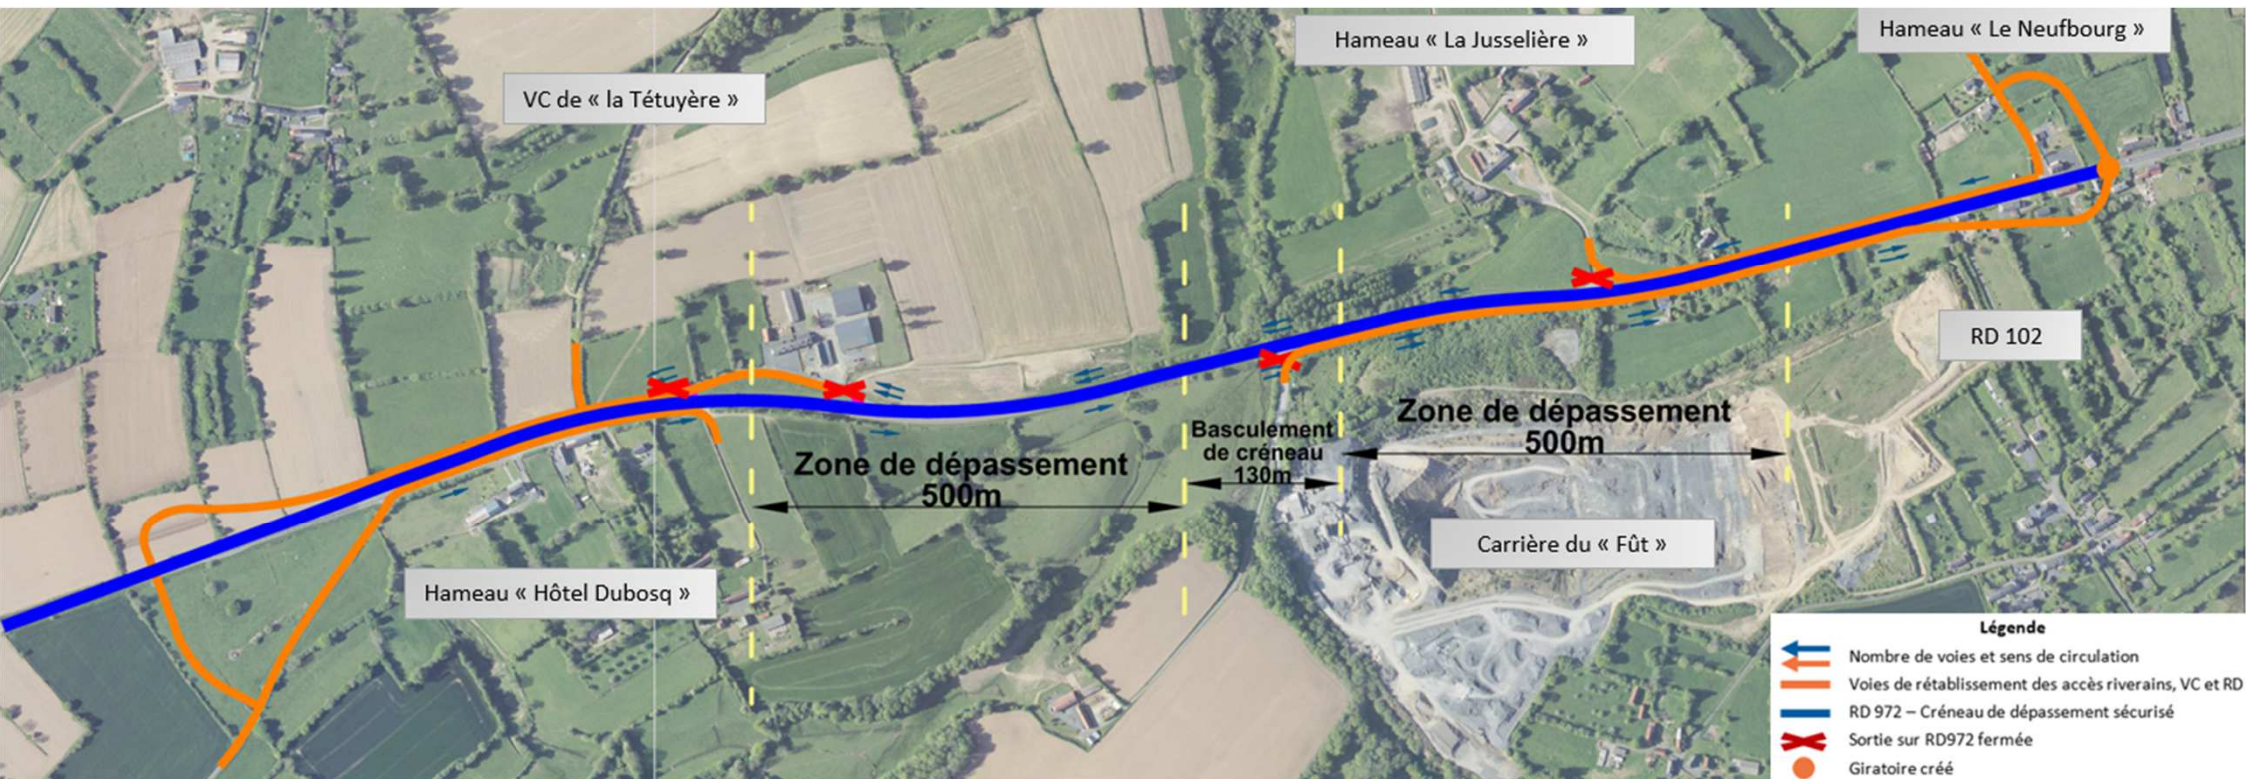 Hameau « Le Neufbourg »
Hameau « La Jusselière »
VC de « la Tétuyère »
RD 102
Zone de dépassement
500m
Basculement
de créneau
130m
Zone de dépassement
500m
Carrière du « Fût »
Hameau « Hôtel Dubosq »
Légende
Nombre de voies et sens de circulation
Voies de rétablissement des accès riverains, VC et RD
RD 972 – Créneau de dépassement sécurisé
Sortie sur RD972 fermée
Giratoire créé